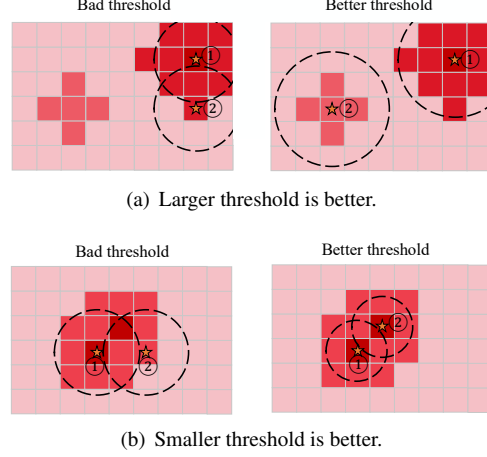 Bad threshold Better threshold
① ①
② ②
(a) Larger threshold is better.
Bad threshold Better threshold
① ② ② ①
(b) Smaller threshold is better.